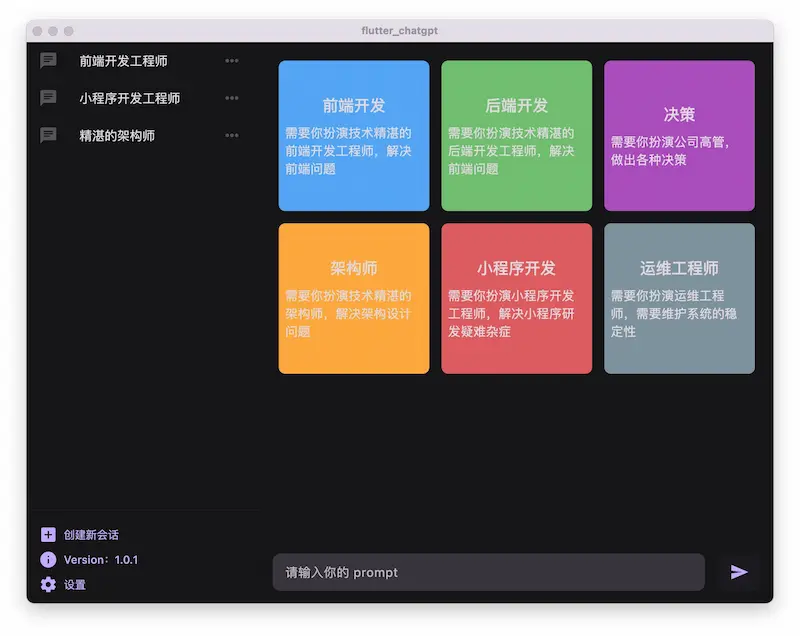 flutter_chatgpt
前端开发工程师
小程序开发工程师
精湛的架构师
创建新会话
Version：1.0.1
设置
前端开发
需要你扮演技术精湛的
前端开发工程师，解决
前端问题
后端开发
需要你扮演技术精湛的
后端开发工程师，解决
前端问题
决策
需要你扮演公司高管，
做出各种决策
架构师
需要你扮演技术精湛的
架构师，解决架构设计
问题
小程序开发
需要你扮演小程序开发
工程师，解决小程序研
发疑难杂症
运维工程师
需要你扮演运维工程
师，需要维护系统的稳
定性
请输入你的 prompt